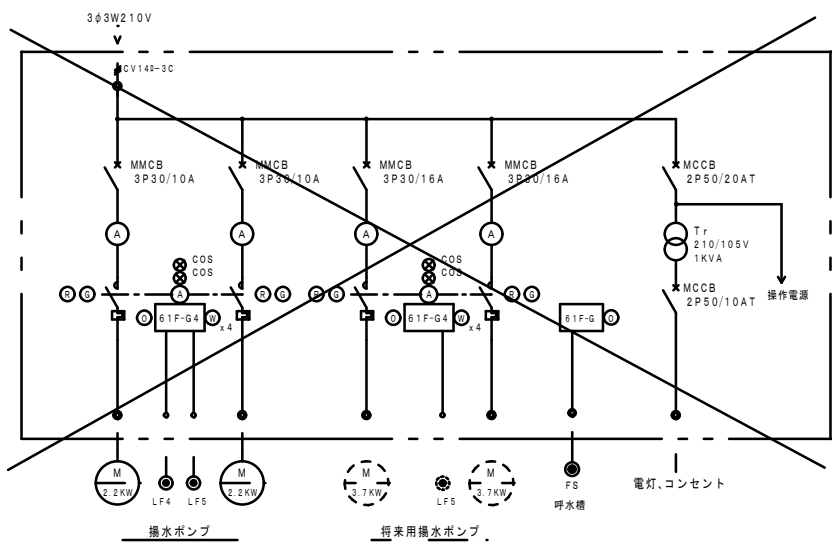 3φ3W210V
CV14□-3C
MMCB
3P30/10A
MMCB
3P30/10A
MMCB
3P30/16A
MMCB
3P30/16A
MCCB
2P50/20AT
A
A
A
A
Tr
210/105V
1KVA
COS
COS
COS
COS
操作電源
R G
A
R G
R G
A
R G
MCCB
2P50/10AT
O
61F-G4
W
x4
O
61F-G4
W
x4
61F-G
O
M
2.2KW
LF4
LF5
M
2.2KW
M
3.7KW
LF5
M
3.7KW
FS
呼水槽
電灯、コンセント
揚水ポンプ
将来用揚水ポンプ